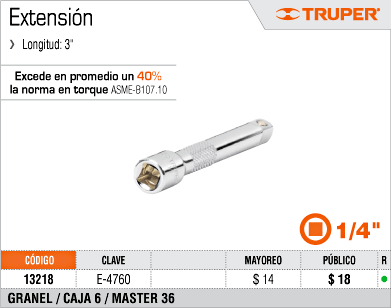 Extensión
TRUPER®
❯ Longitud: 3"
Excede en promedio un 40%
la norma en torque ASME-B107.10
1/4"
CÓDIGO CLAVE MAYOREO PÚBLICO R
13218 E-4760 $ 14 $ 18
GRANEL / CAJA 6 / MASTER 36